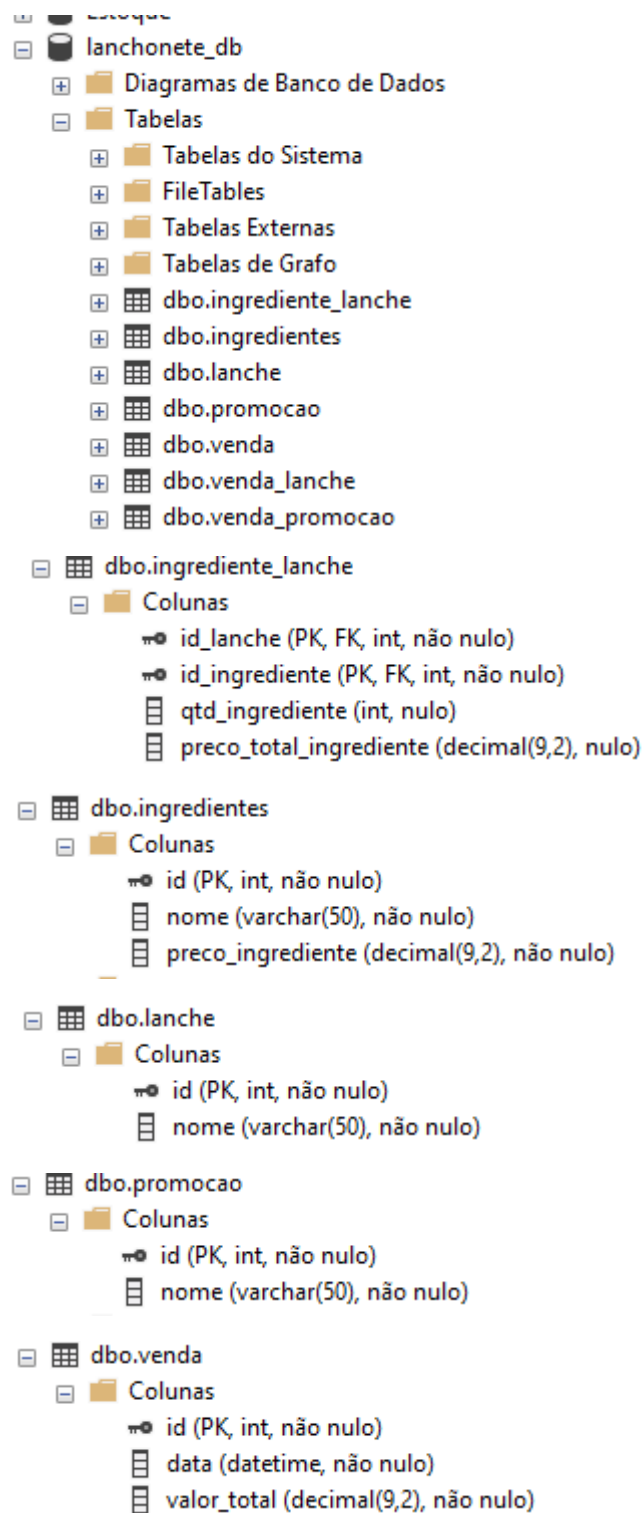 Estoque
lanchonete_db
Diagramas de Banco de Dados
Tabelas
Tabelas do Sistema
FileTables
Tabelas Externas
Tabelas de Grafo
dbo.ingrediente_lanche
dbo.ingredientes
dbo.lanche
dbo.promocao
dbo.venda
dbo.venda_lanche
dbo.venda_promocao
dbo.ingrediente_lanche
Colunas
id_lanche (PK, FK, int, não nulo)
id_ingrediente (PK, FK, int, não nulo)
qtd_ingrediente (int, nulo)
preco_total_ingrediente (decimal(9,2), nulo)
dbo.ingredientes
Colunas
id (PK, int, não nulo)
nome (varchar(50), não nulo)
preco_ingrediente (decimal(9,2), não nulo)
dbo.lanche
Colunas
id (PK, int, não nulo)
nome (varchar(50), não nulo)
dbo.promocao
Colunas
id (PK, int, não nulo)
nome (varchar(50), não nulo)
dbo.venda
Colunas
id (PK, int, não nulo)
data (datetime, não nulo)
valor_total (decimal(9,2), não nulo)